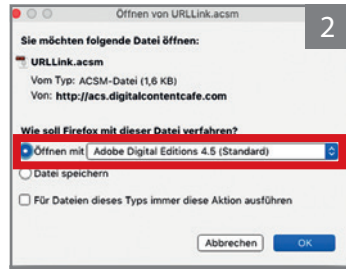 Öffnen von URLLink.acsm
2
Sie möchten folgende Datei öffnen:
URLLink.acsm
Vom Typ: ACSM-Datei (1,6 KB)
Von: http://acs.digitalcontentcafe.com
Wie soll Firefox mit dieser Datei verfahren?
Öffnen mit Adobe Digital Editions 4.5 (Standard)
Datei speichern
Für Dateien dieses Typs immer diese Aktion ausführen
Abbrechen OK